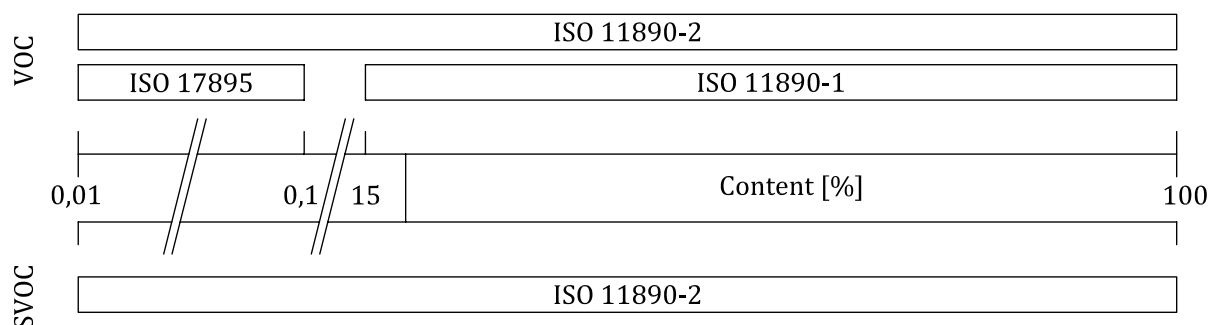 VOC
ISO 11890-2
ISO 17895
ISO 11890-1
0,01
0,1
15
Content [%]
100
SVOC
ISO 11890-2